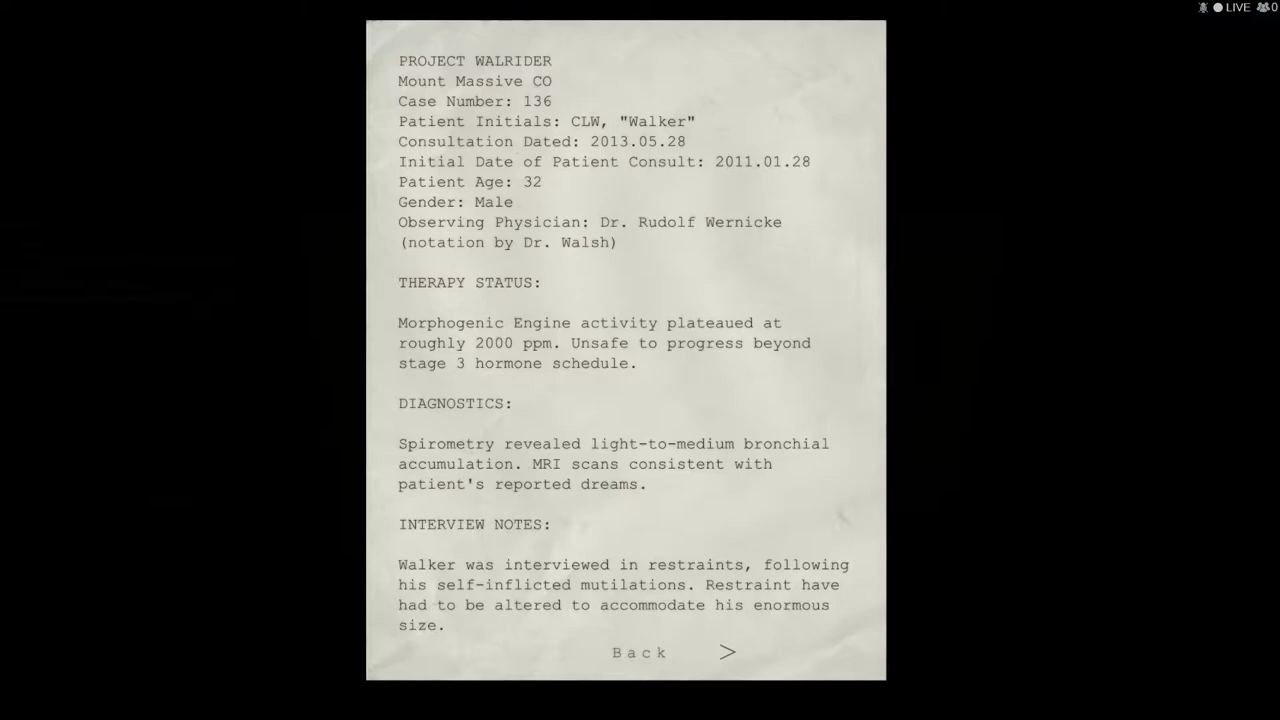 LIVE 0
PROJECT WALRIDER
Mount Massive CO
Case Number: 136
Patient Initials: CLW, "Walker"
Consultation Dated: 2013.05.28
Initial Date of Patient Consult: 2011.01.28
Patient Age: 32
Gender: Male
Observing Physician: Dr. Rudolf Wernicke
(notation by Dr. Walsh)
THERAPY STATUS:
Morphogenic Engine activity plateaued at
roughly 2000 ppm. Unsafe to progress beyond
stage 3 hormone schedule.
DIAGNOSTICS:
Spirometry revealed light-to-medium bronchial
accumulation. MRI scans consistent with
patient's reported dreams.
INTERVIEW NOTES:
Walker was interviewed in restraints, following
his self-inflicted mutilations. Restraint have
had to be altered to accommodate his enormous
size.
Back >